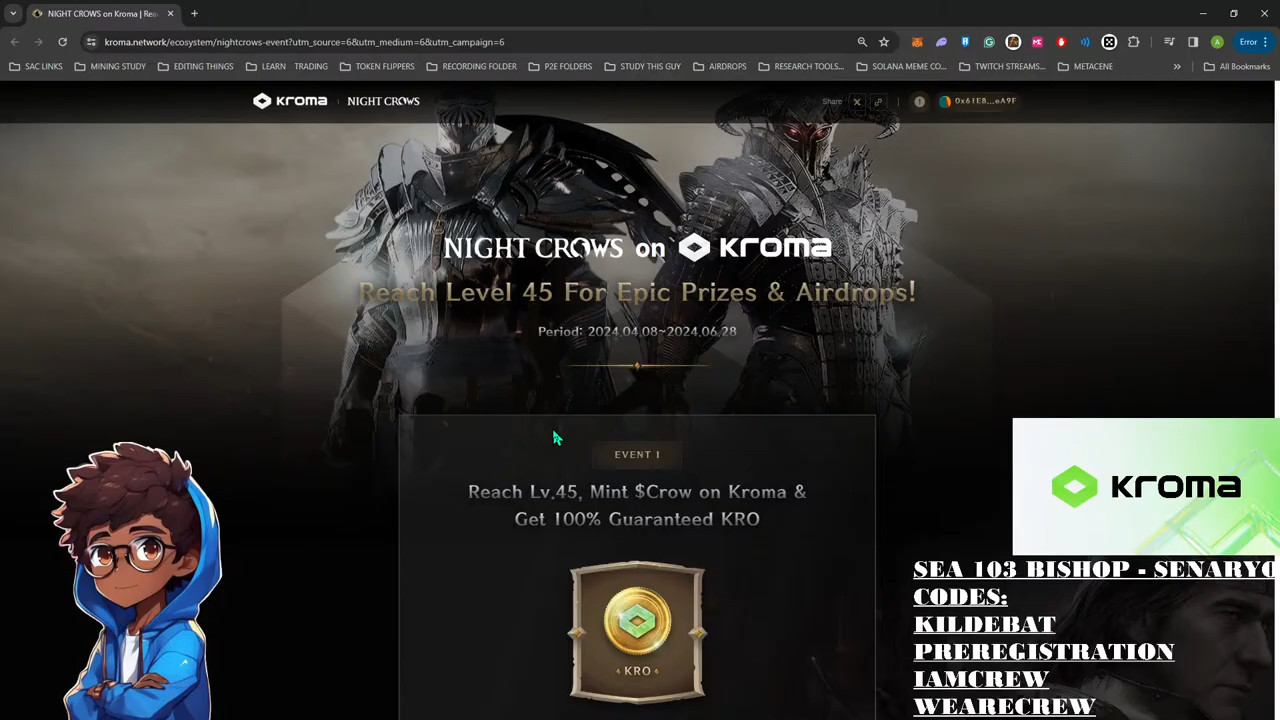 NIGHT CROWS on Kroma | Rea
kroma.network/ecosystem/nightcrows-event?utm_source=6&utm_medium=6&utm_campaign=6
Error
SAC LINKS
MINING STUDY
EDITING THINGS
LEARN TRADING
TOKEN FLIPPERS
RECORDING FOLDER
P2E FOLDERS
STUDY THIS GUY
AIRDROPS
RESEARCH TOOLS...
SOLANA MEME CO...
TWITCH STREAMS...
METACENE
»
All Bookmarks
KROMA
NIGHT CROWS
Share
0x61E8...eA9F
NIGHT CROWS on KROMA
Reach Level 45 For Epic Prizes & Airdrops!
Period: 2024.04.08~2024.06.28
EVENT I
Reach Lv.45, Mint $Crow on Kroma &
Get 100% Guaranteed KRO
KRO
KROMA
SEA 103 BISHOP - SENARYO
CODES:
KILDEBAT
PREREGISTRATION
IAMCREW
WEARECREW